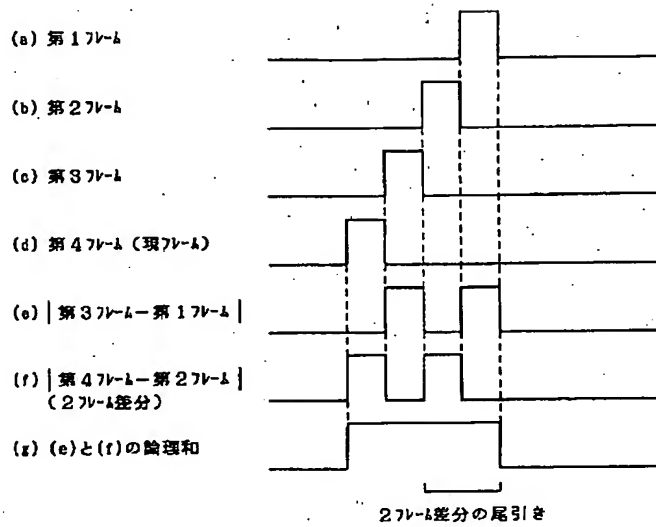 (a) 第1ﾌﾚｰﾑ
(b) 第2ﾌﾚｰﾑ
(c) 第3ﾌﾚｰﾑ
(d) 第4ﾌﾚｰﾑ (現ﾌﾚｰﾑ)
(e) | 第3ﾌﾚｰﾑー第1ﾌﾚｰﾑ |
(f) | 第4ﾌﾚｰﾑー第2ﾌﾚｰﾑ |
(2ﾌﾚｰﾑ差分)
(g) (e)と(f)の論理和
2ﾌﾚｰﾑ差分の尾引き